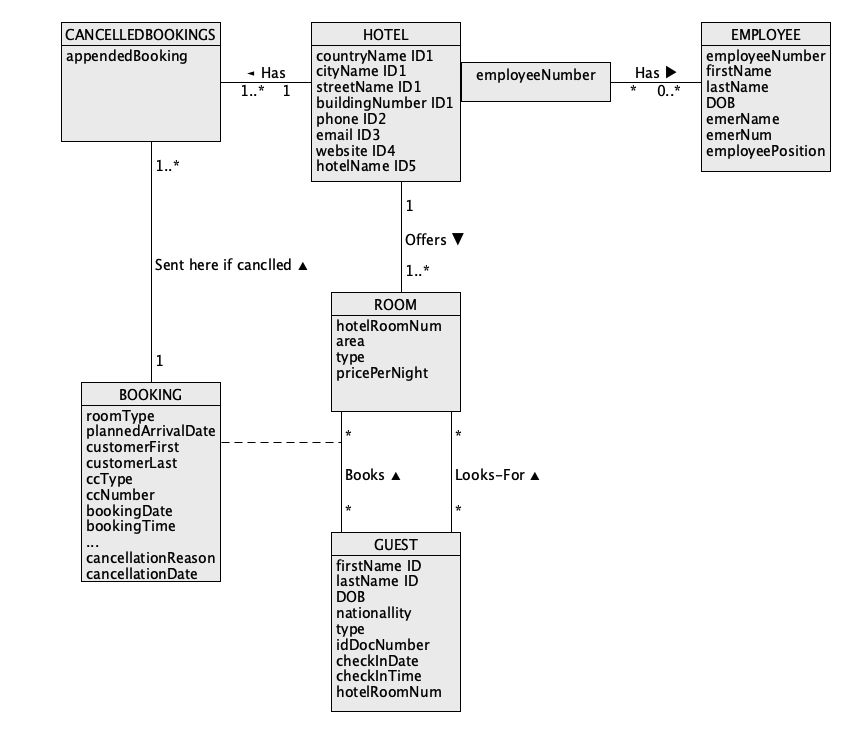 CANCELLEDBOOKINGS
appendedBooking
◄ Has
1..* 1
HOTEL
countryName ID1
cityName ID1
streetName ID1
buildingNumber ID1
phone ID2
email ID3
website ID4
hotelName ID5
employeeNumber
Has ▶
* 0..*
EMPLOYEE
employeeNumber
firstName
lastName
DOB
emerName
emerNum
employeePosition
1..*
Sent here if canclled ▲
1
1
Offers ▼
1..*
ROOM
hotelRoomNum
area
type
pricePerNight
BOOKING
roomType
plannedArrivalDate
customerFirst
customerLast
ccType
ccNumber
bookingDate
bookingTime
...
cancellationReason
cancellationDate
* *
Books ▲ Looks-For ▲
* *
GUEST
firstName ID
lastName ID
DOB
nationallity
type
idDocNumber
checkInDate
checkInTime
hotelRoomNum